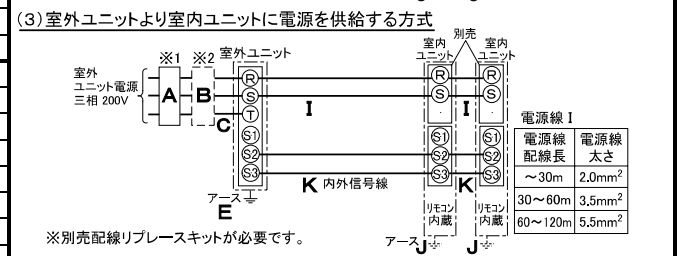 (3)室外ユニットより室内ユニットに電源を供給する方式
別売
※1 ※2 室外ユニット
室内ユニット 室内ユニット
室外
ユニット電源
三相 200V
A B
C
R
S
T
S1
S2
S3
I
R
S
S1
S2
S3
I
R
S
S1
S2
S3
K 内外信号線
K
アース
E
リモコン内蔵 リモコン内蔵
アース J J
※別売配線リプレースキットが必要です。
電源線 I
電源線配線長 電源線太さ
～30m 2.0mm²
30～60m 3.5mm²
60～120m 5.5mm²